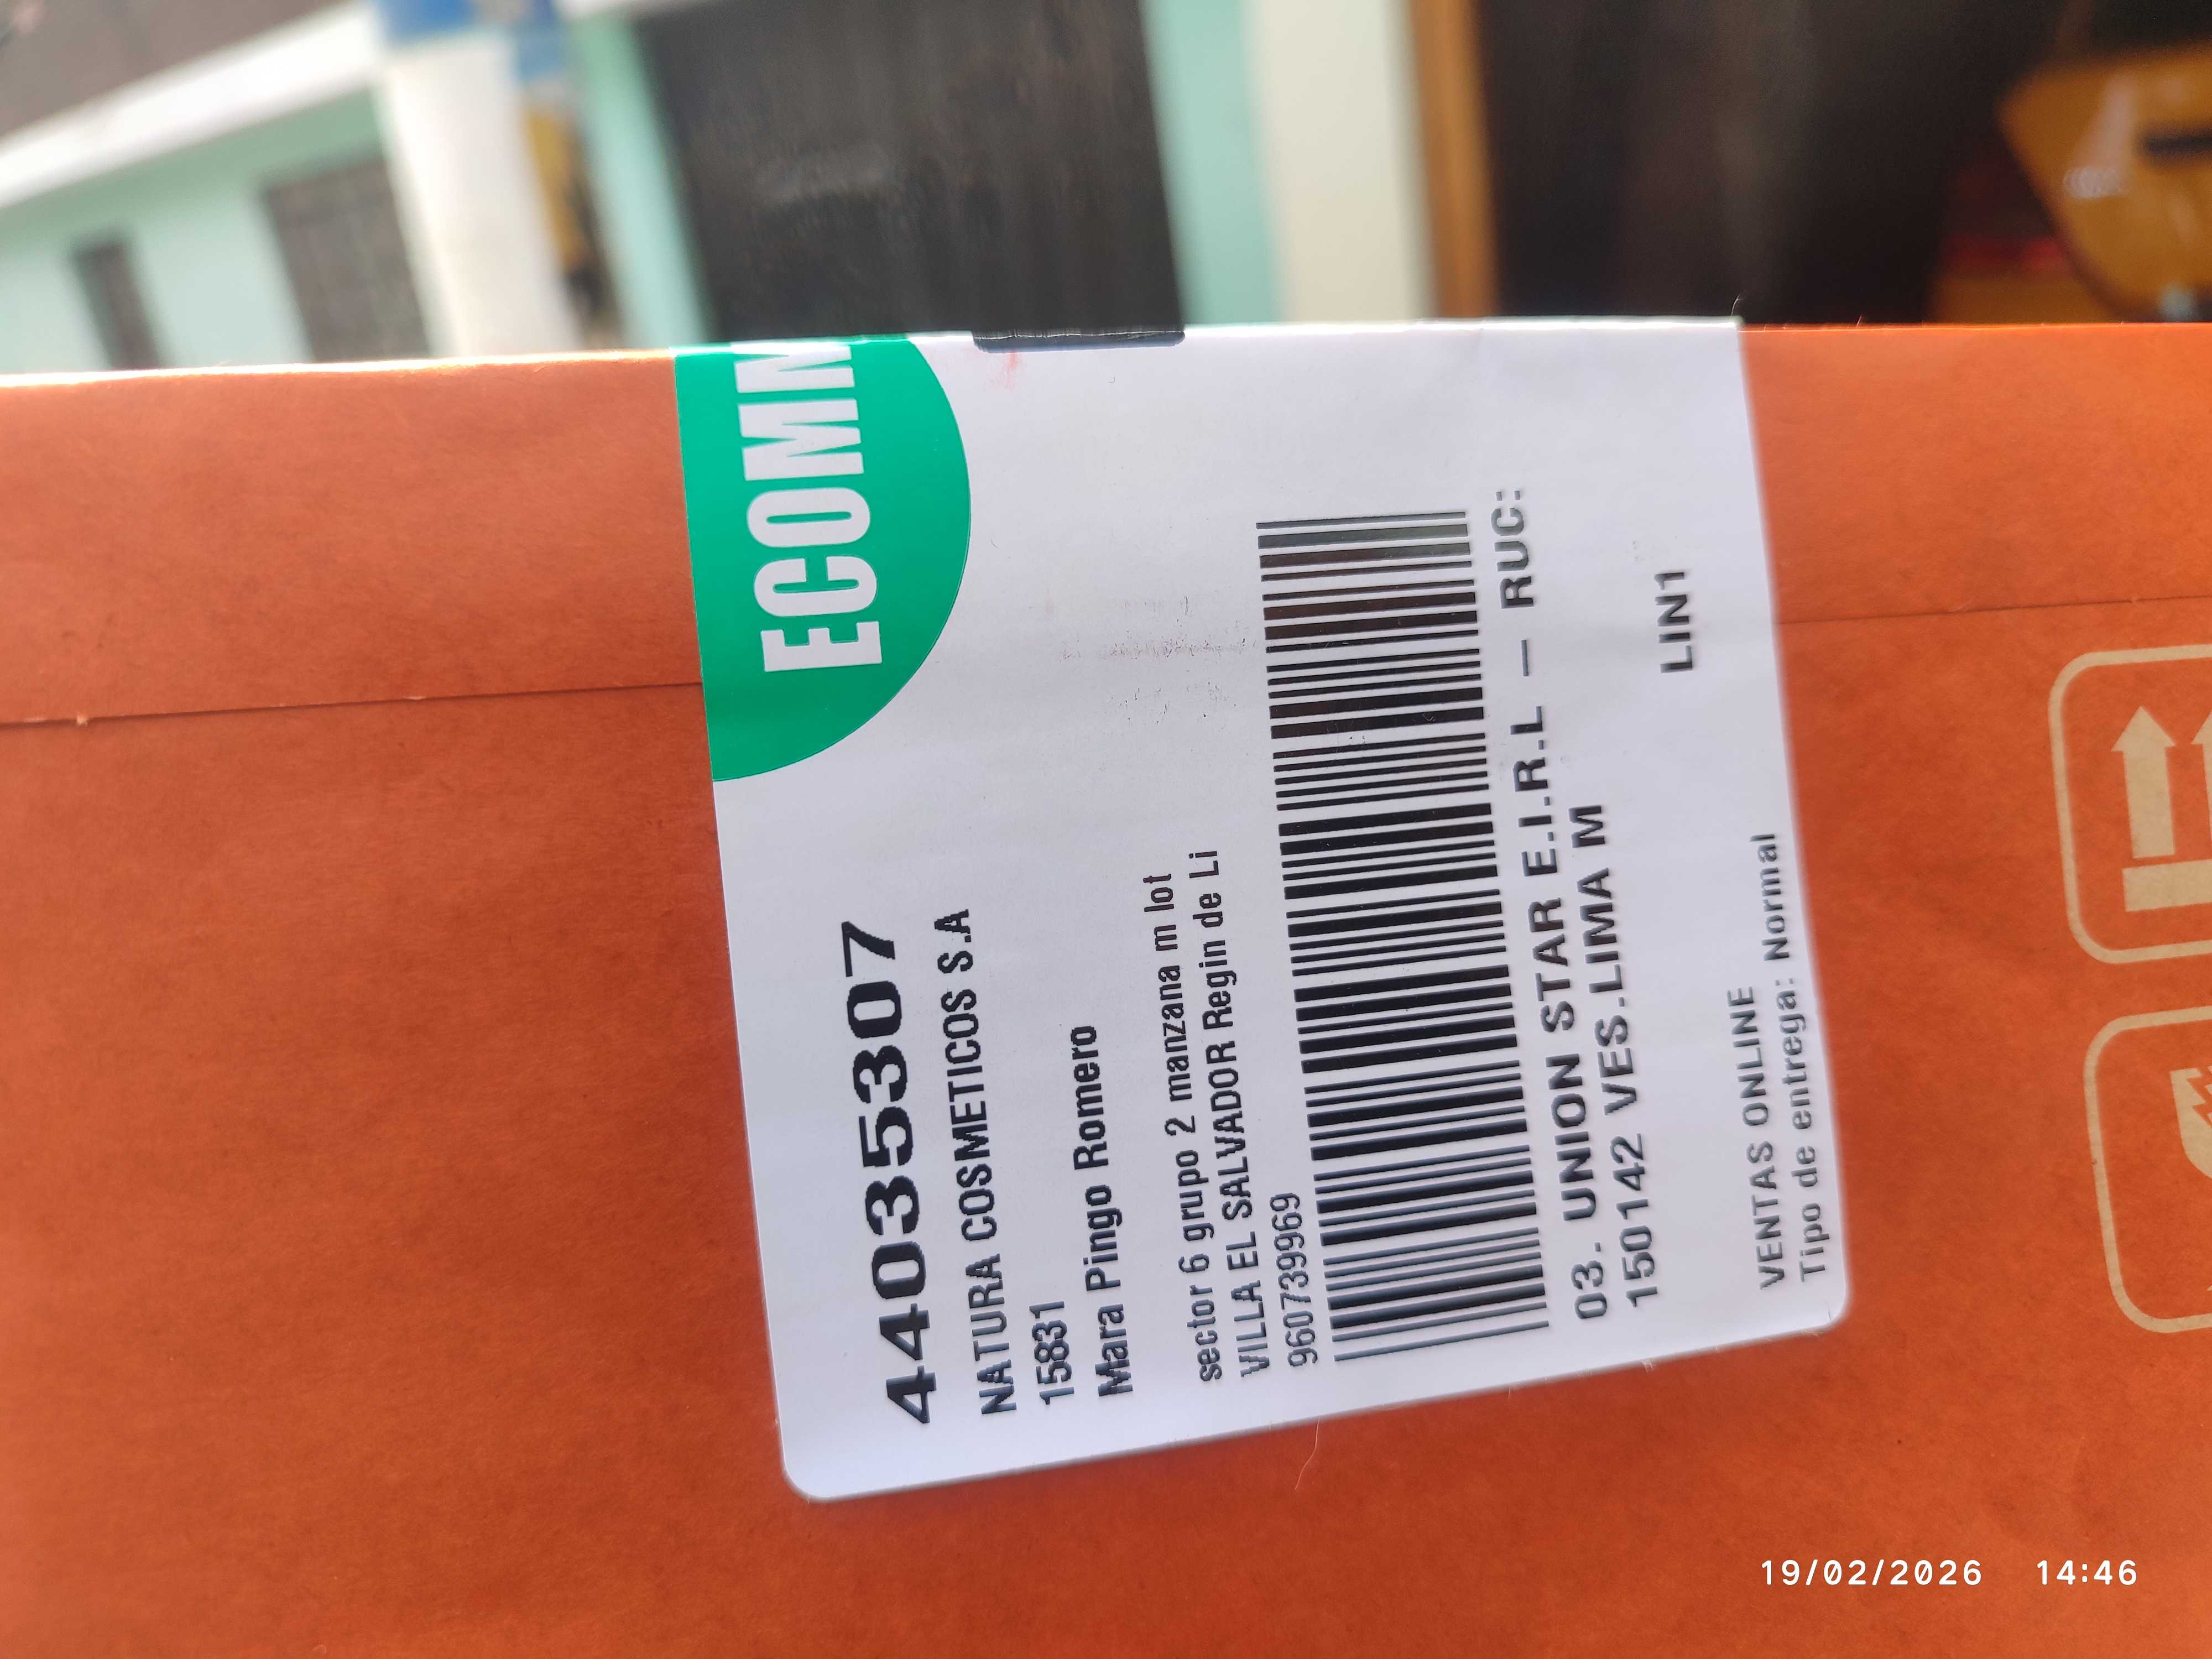 ECOMM
440353307
NATURA COSMETICOS S.A
15831
Mara Pingo Romero
sector 6 grupo 2 manzana m lot
VILLA EL SALVADOR Regin de Li
960739969
03. UNION STAR E.I.R.L - RUC:
150142 VES.LIMA M
LIN1
VENTAS ONLINE
Tipo de entrega: Normal
19/02/2026 14:46